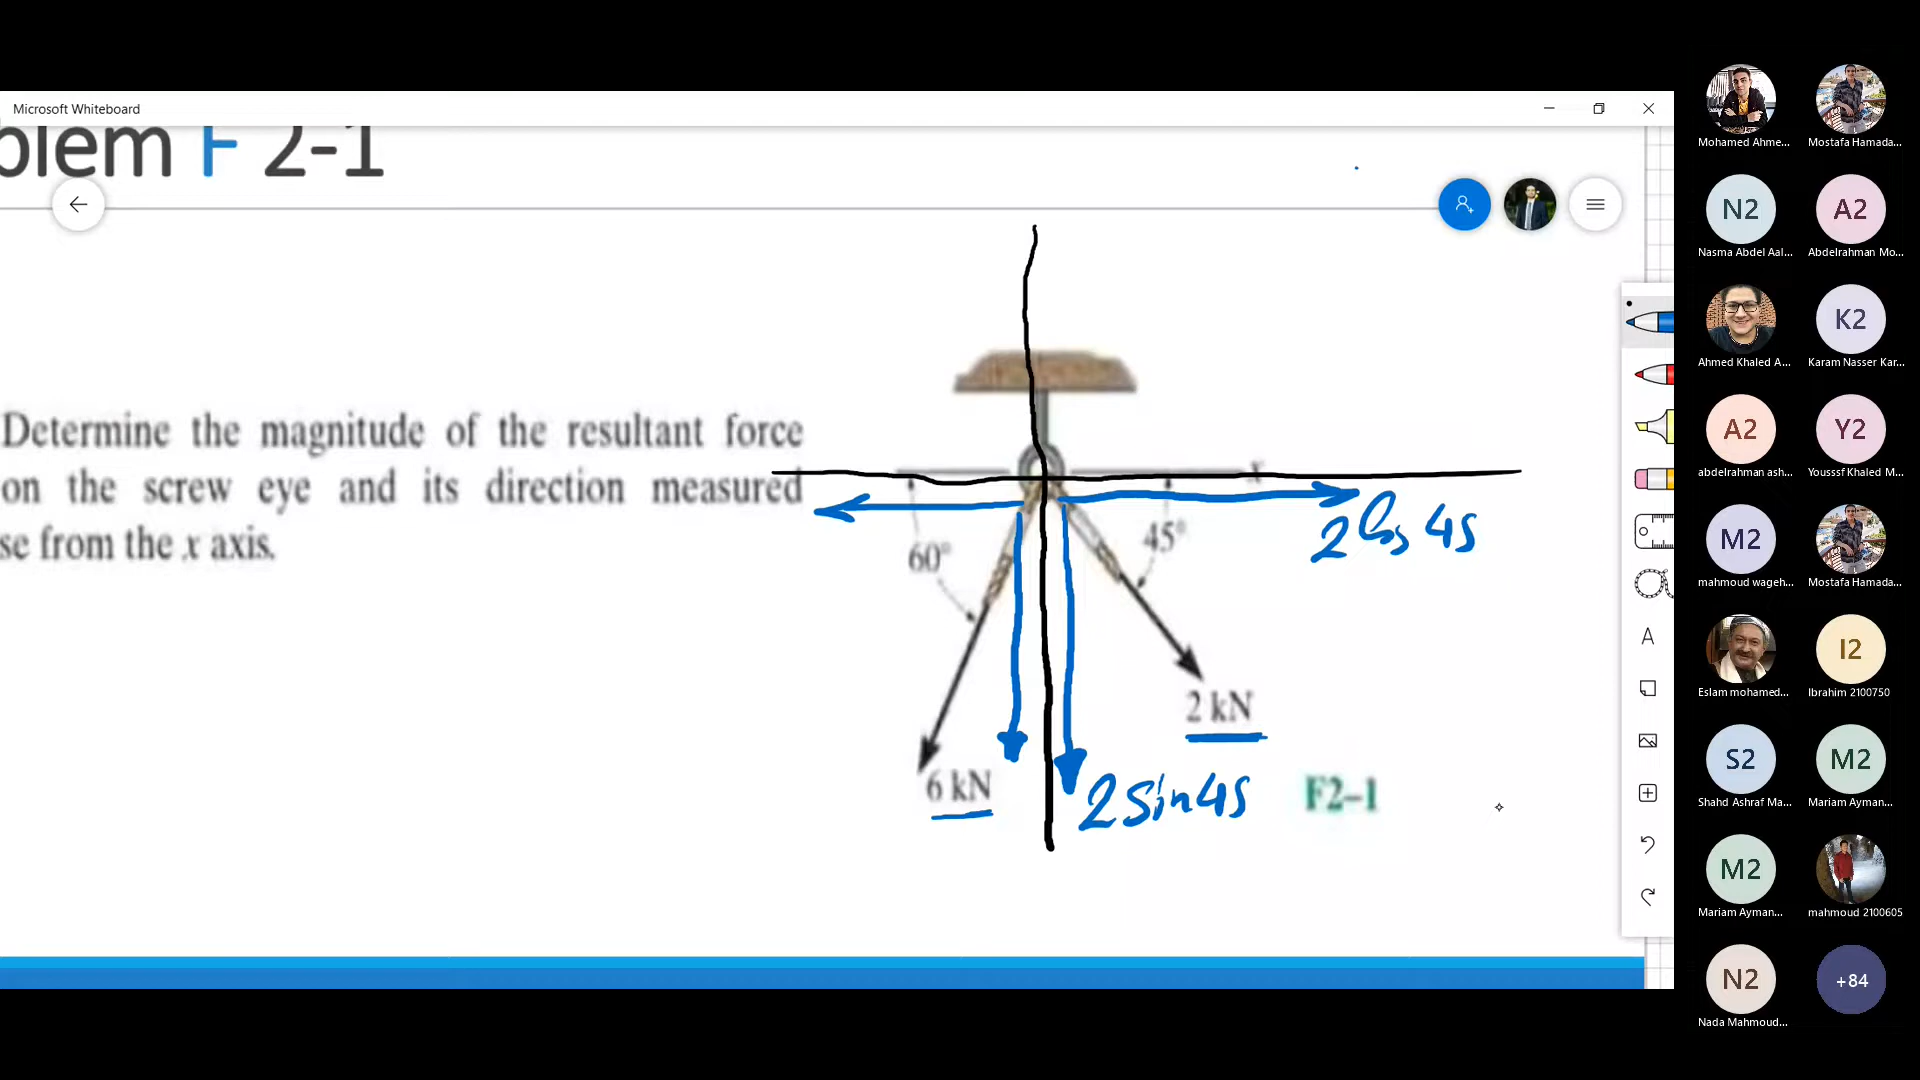 Microsoft Whiteboard
blem F 2-1
Determine the magnitude of the resultant force
on the screw eye and its direction measured
se from the x axis.
x
60°
45°
2 Cos 45
2 kN
6 kN
2 Sin 45
F2–1
A
Mohamed Ahme...
Mostafa Hamada...
N2
A2
Nasma Abdel Aal...
Abdelrahman Mo...
K2
Ahmed Khaled A...
Karam Nasser Kar...
A2
Y2
abdelrahman ash...
Yousssf Khaled M...
M2
mahmoud wageh...
Mostafa Hamada...
I2
Eslam mohamed...
Ibrahim 2100750
S2
M2
Shahd Ashraf Ma...
Mariam Ayman...
M2
Mariam Ayman...
mahmoud 2100605
N2
+84
Nada Mahmoud...